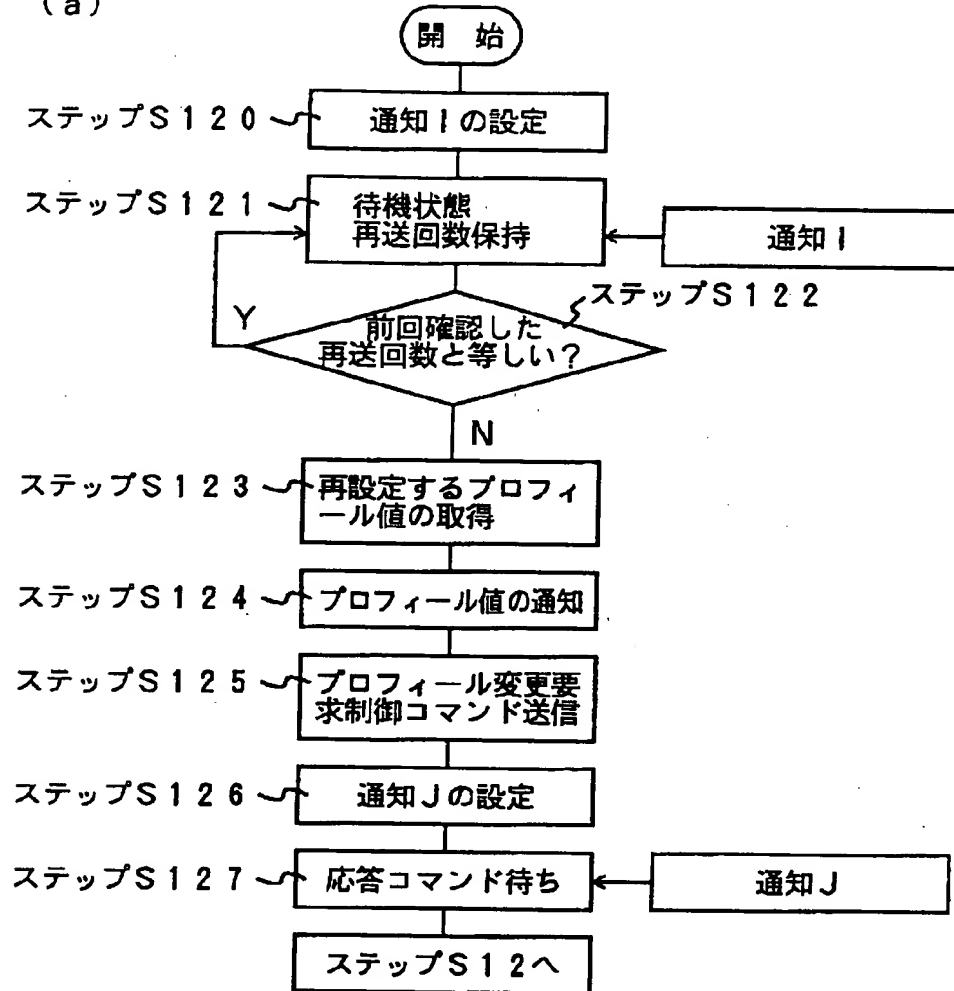 (a)
開 始
ステップS120
通知Iの設定
ステップS121
待機状態
再送回数保持
通知I
ステップS122
Y
前回確認した
再送回数と等しい?
N
ステップS123
再設定するプロフィ
ール値の取得
ステップS124
プロフィール値の通知
ステップS125
プロフィール変更要
求制御コマンド送信
ステップS126
通知Jの設定
ステップS127
応答コマンド待ち
通知J
ステップS12へ